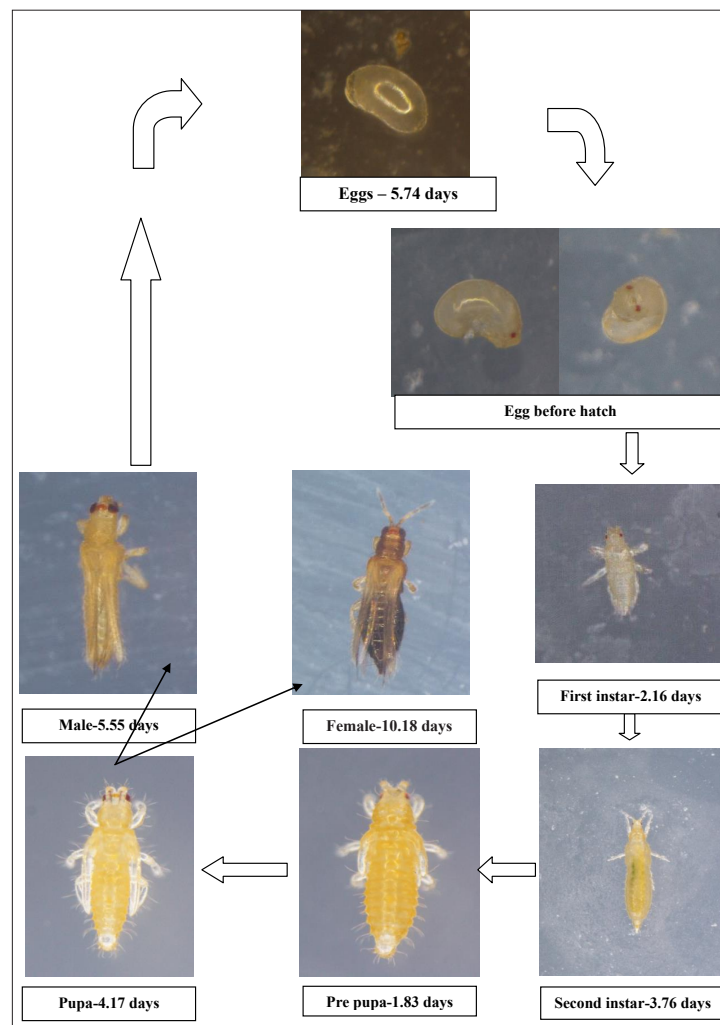 Eggs – 5.74 days
Egg before hatch
First instar-2.16 days
Male-5.55 days
Female-10.18 days
Second instar-3.76 days
Pre pupa-1.83 days
Pupa-4.17 days